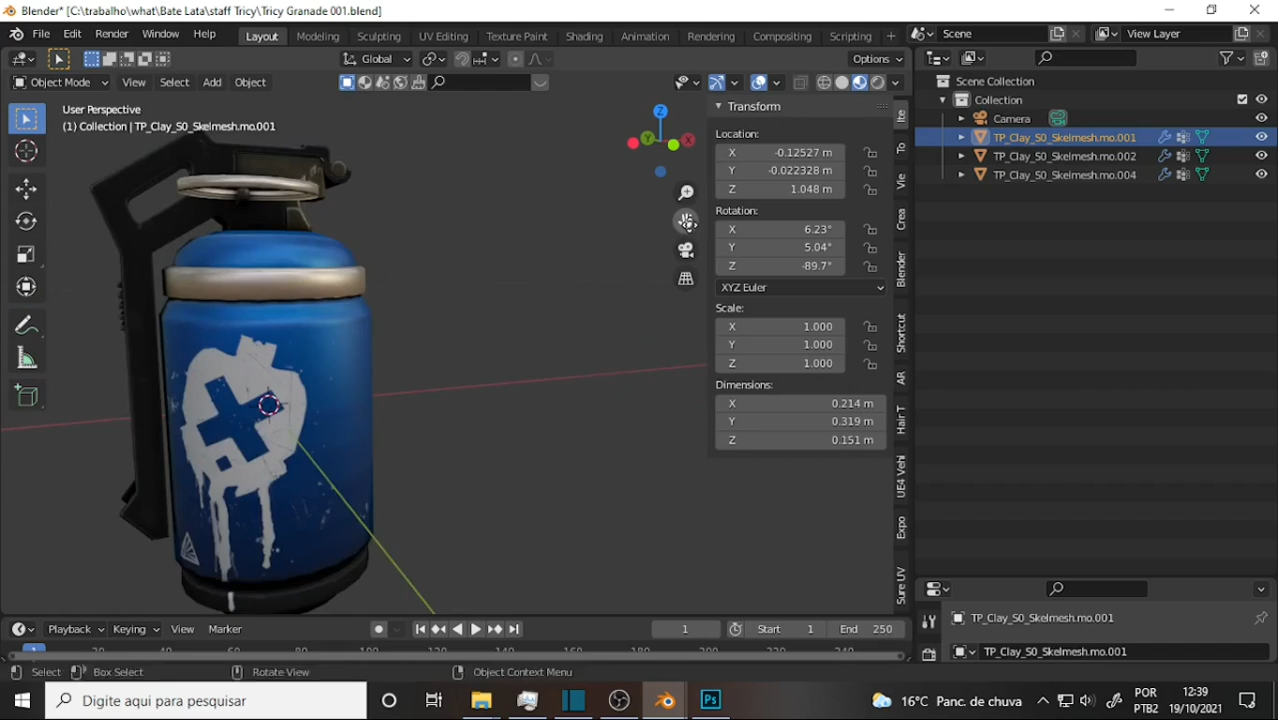 Blender* [C:\trabalho\what\Bate Lata\staff Tricy\Tricy Granade 001.blend]
File Edit Render Window Help Layout Modeling Sculpting UV Editing Texture Paint Shading Animation Rendering Compositing Scripting + Scene View Layer
Global Options
Object Mode View Select Add Object
User Perspective
(1) Collection | TP_Clay_S0_Skelmesh.mo.001
Z
Y
X
Transform
Location:
X -0.12527 m
Y -0.022328 m
Z 1.048 m
Rotation:
X 6.23°
Y 5.04°
Z -89.7°
XYZ Euler
Scale:
X 1.000
Y 1.000
Z 1.000
Dimensions:
X 0.214 m
Y 0.319 m
Z 0.151 m
Ite
To
Vie
Crea
Blender
Shortcut
AR
Hair T
UE4 Vehi
Expo
Sure UV
Scene Collection
Collection
Camera
TP_Clay_S0_Skelmesh.mo.001
TP_Clay_S0_Skelmesh.mo.002
TP_Clay_S0_Skelmesh.mo.004
TP_Clay_S0_Skelmesh.mo.001
TP_Clay_S0_Skelmesh.mo.001
Playback Keying View Marker 1 Start 1 End 250
Select Box Select Rotate View Object Context Menu
Digite aqui para pesquisar
Ps
16°C Panc. de chuva
POR
PTB2
12:39
19/10/2021